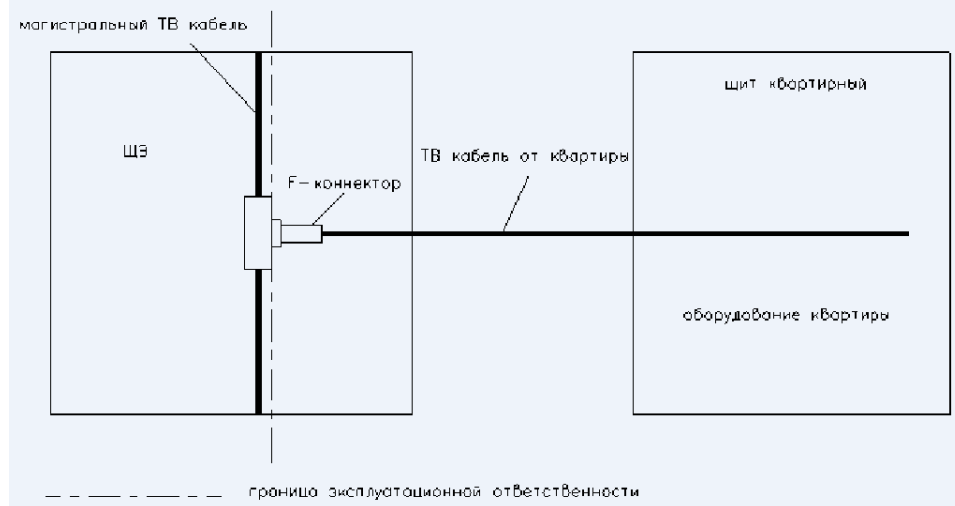 магистральный ТВ кабель
щит квартирный
ЩЭ
ТВ кабель от квартиры
F-коннектор
оборудование квартиры
граница эксплуатационной ответственности